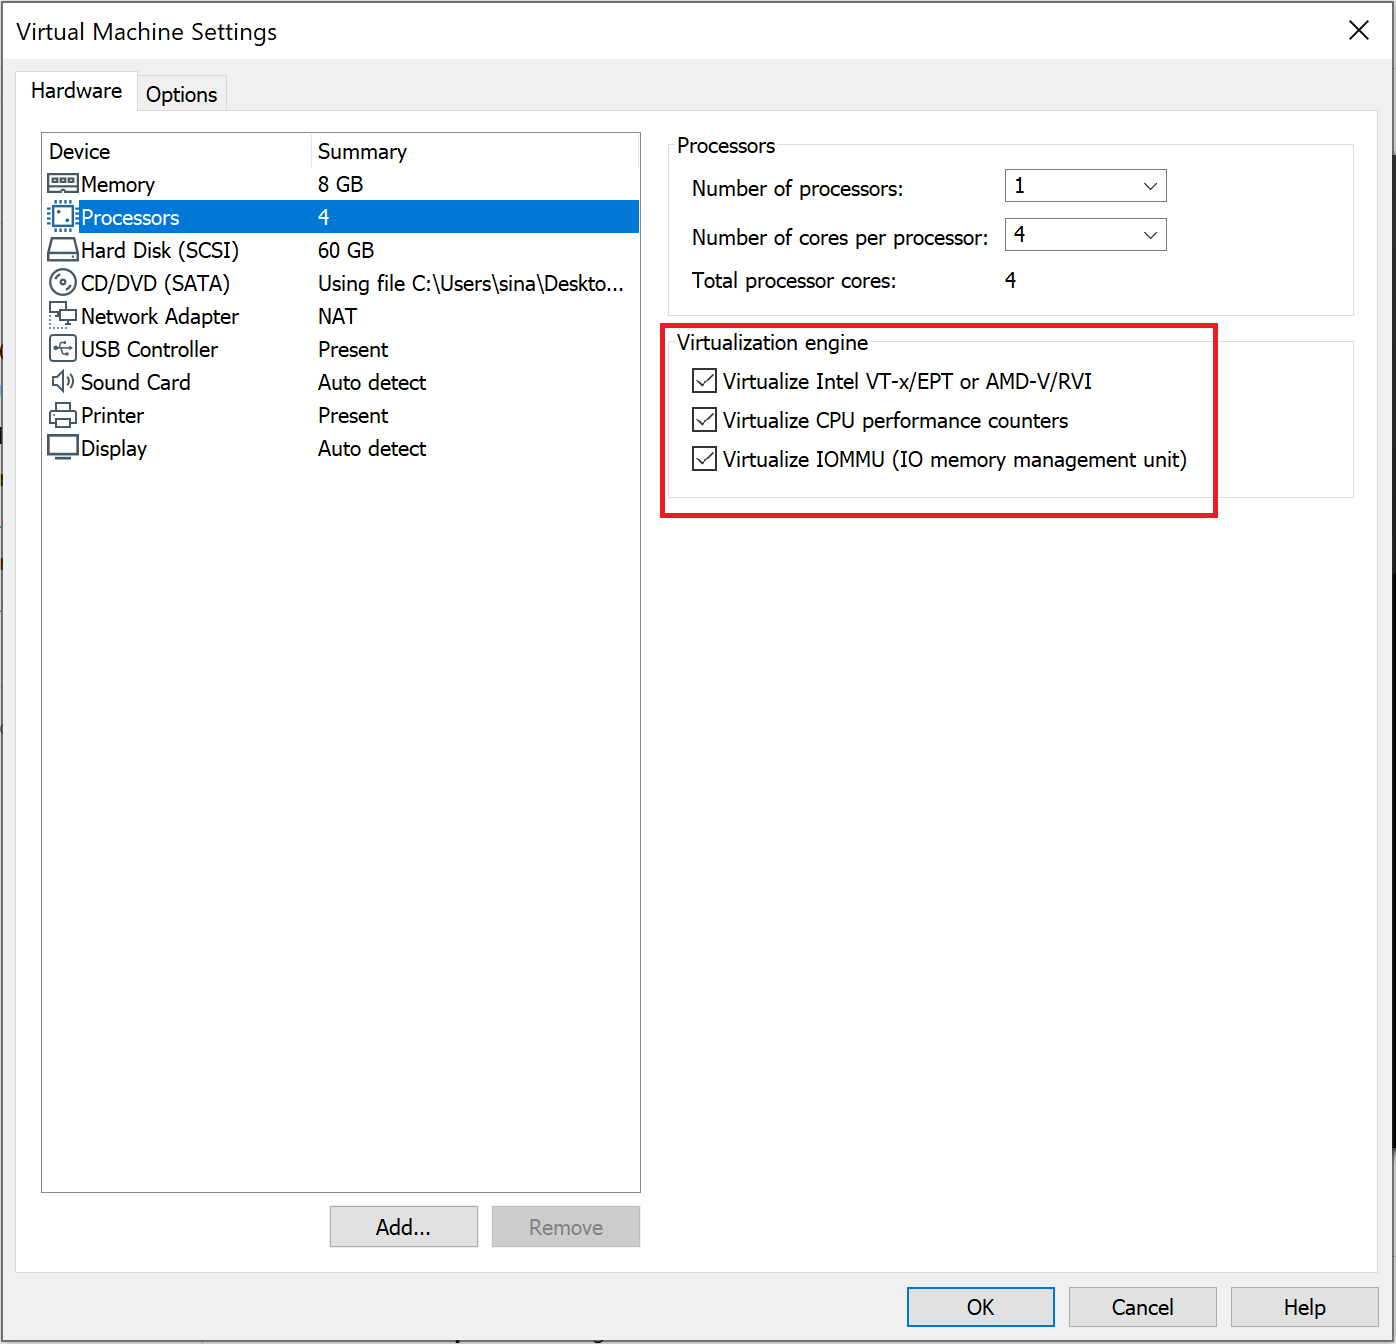 Virtual Machine Settings
Hardware
Options
Device Summary
Memory 8 GB
Processors 4
Hard Disk (SCSI) 60 GB
CD/DVD (SATA) Using file C:\Users\sina\Deskto...
Network Adapter NAT
USB Controller Present
Sound Card Auto detect
Printer Present
Display Auto detect
Add...
Remove
Processors
Number of processors: 1
Number of cores per processor: 4
Total processor cores: 4
Virtualization engine
Virtualize Intel VT-x/EPT or AMD-V/RVI
Virtualize CPU performance counters
Virtualize IOMMU (IO memory management unit)
OK
Cancel
Help